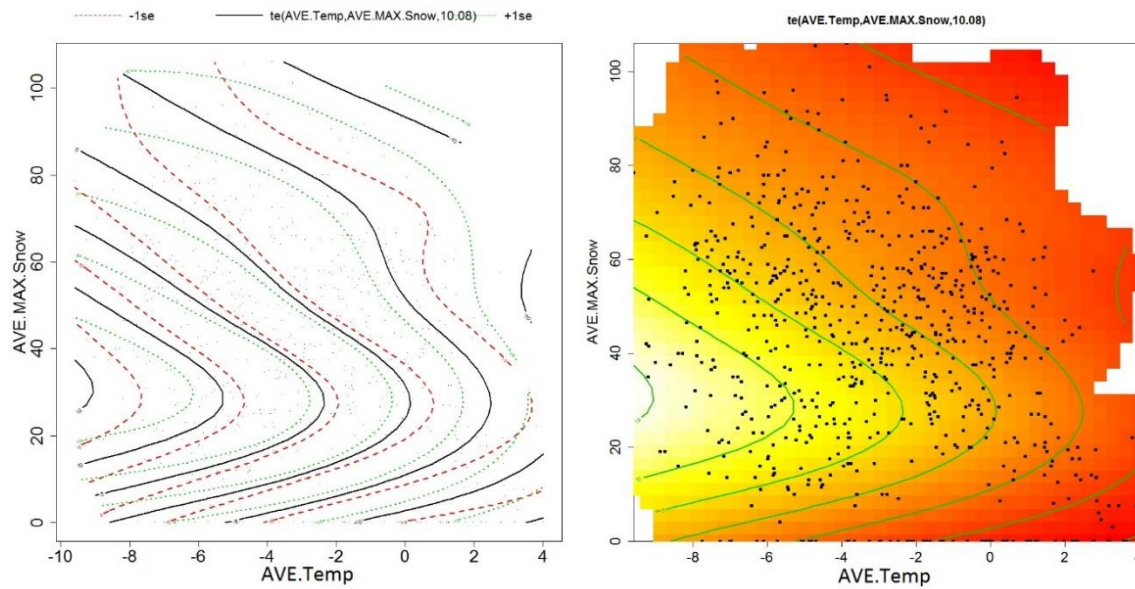 -1se te(AVE.Temp,AVE.MAX.Snow,10.08) +1se
te(AVE.Temp,AVE.MAX.Snow,10.08)
AVE.MAX.Snow
100
80
60
40
20
0
-10 -8 -6 -4 -2 0 2 4
AVE.Temp
AVE.MAX.Snow
100
80
60
40
20
0
-8 -6 -4 -2 0 2
AVE.Temp